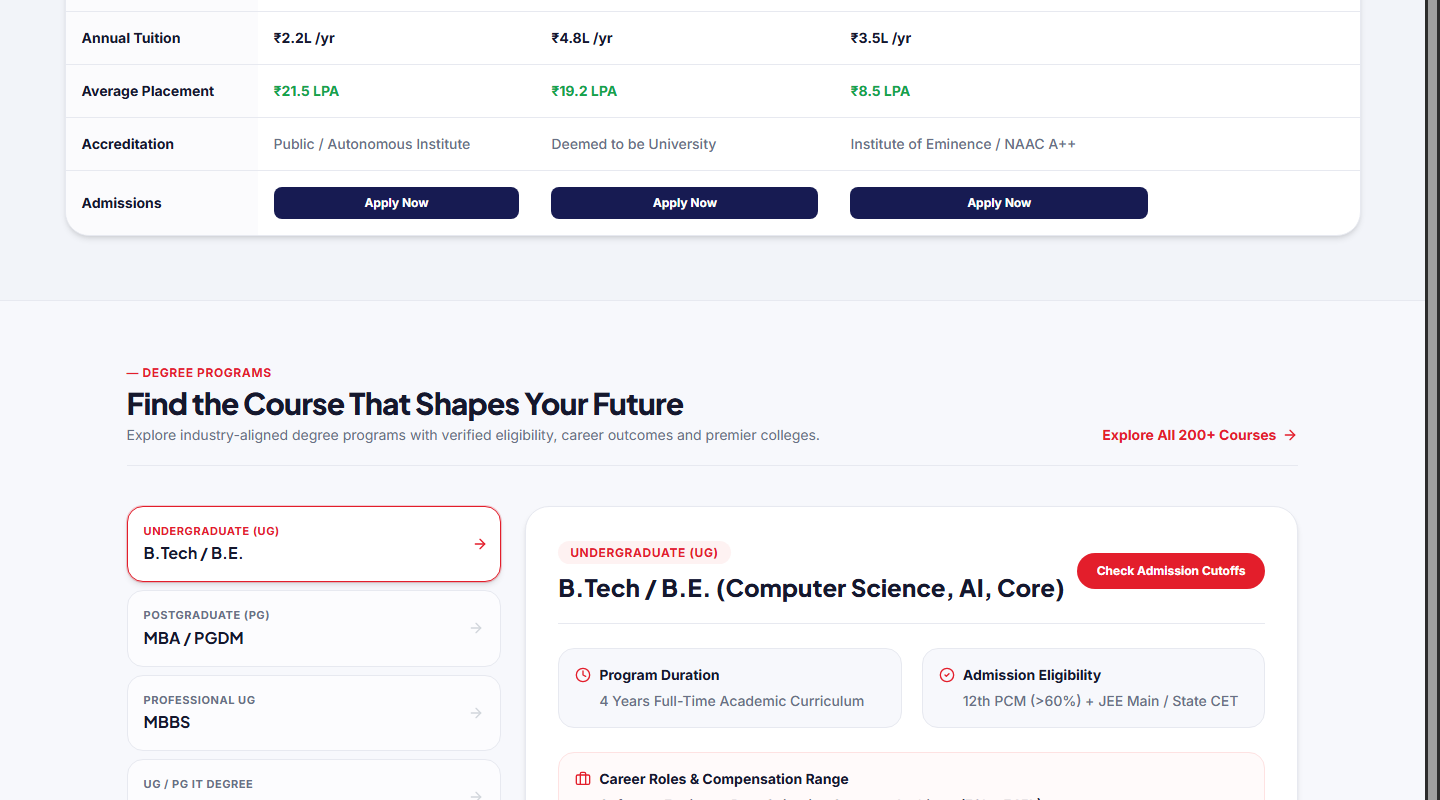 Annual Tuition ₹2.2L /yr ₹4.8L /yr ₹3.5L /yr
Average Placement ₹21.5 LPA ₹19.2 LPA ₹8.5 LPA
Accreditation Public / Autonomous Institute Deemed to be University Institute of Eminence / NAAC A++
Admissions Apply Now Apply Now Apply Now
— DEGREE PROGRAMS
Find the Course That Shapes Your Future
Explore industry-aligned degree programs with verified eligibility, career outcomes and premier colleges.
Explore All 200+ Courses →
UNDERGRADUATE (UG)
B.Tech / B.E.
POSTGRADUATE (PG)
MBA / PGDM
PROFESSIONAL UG
MBBS
UG / PG IT DEGREE
UNDERGRADUATE (UG)
B.Tech / B.E. (Computer Science, AI, Core)
Check Admission Cutoffs
Program Duration
4 Years Full-Time Academic Curriculum
Admission Eligibility
12th PCM (>60%) + JEE Main / State CET
Career Roles & Compensation Range